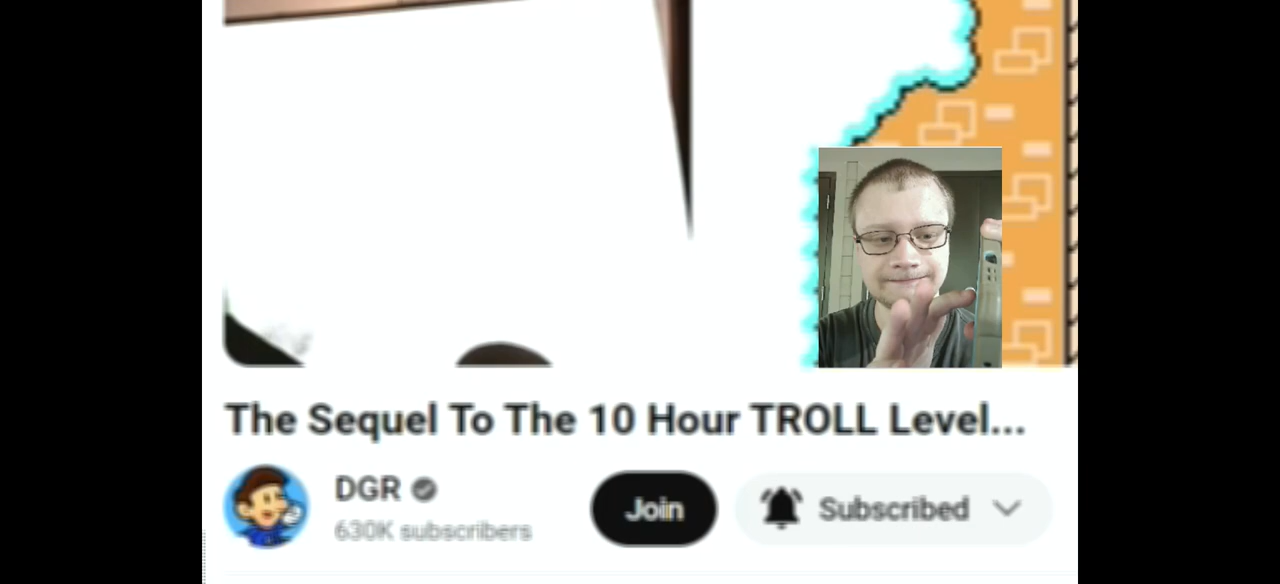 The Sequel To The 10 Hour TROLL Level...
DGR
Join
Subscribed
630K subscribers